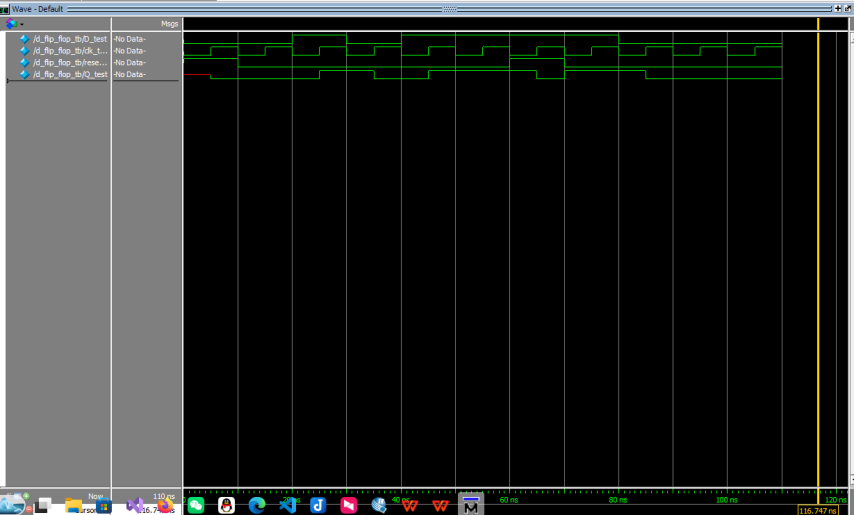 Wave - Default
Msgs
/d_flip_flop_tb/D_test -No Data-
/d_flip_flop_tb/clk_t... -No Data-
/d_flip_flop_tb/rese... -No Data-
/d_flip_flop_tb/Q_test -No Data-
Now 110 ns
40 60 ns 80 ns 100 ns 120 ns
116.747 ns